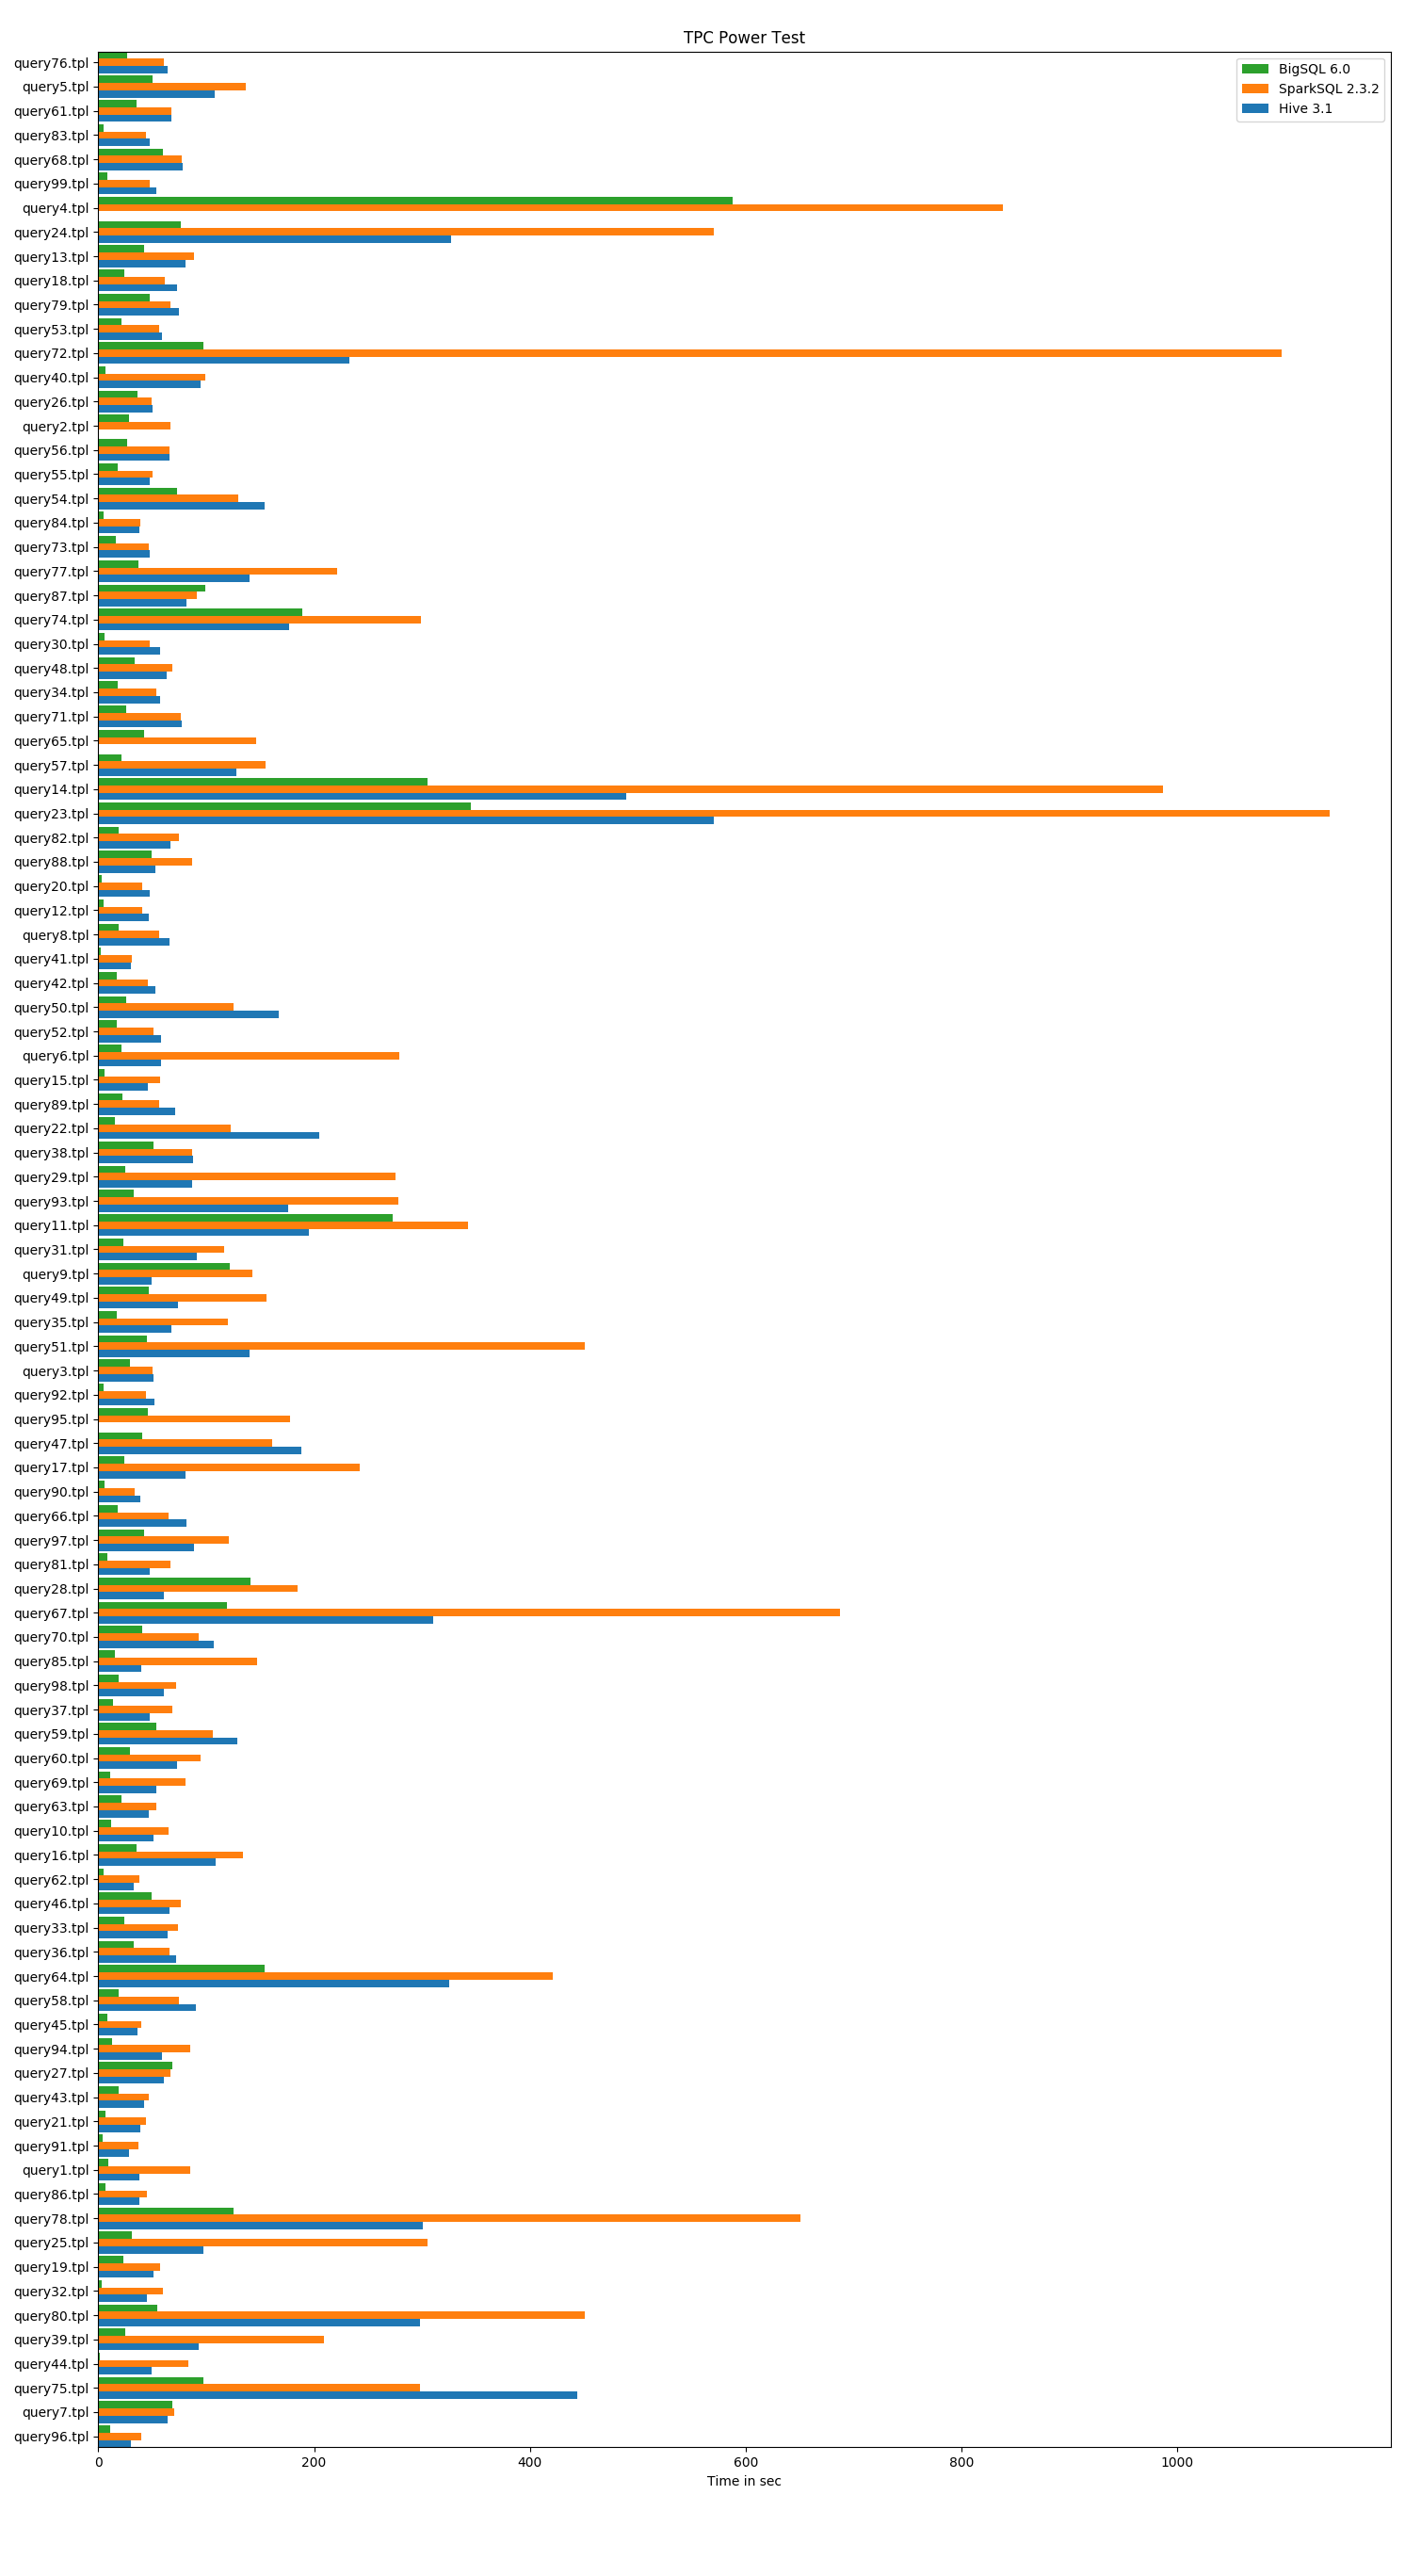 TPC Power Test
BigSQL 6.0
SparkSQL 2.3.2
Hive 3.1
query76.tpl
query5.tpl
query61.tpl
query83.tpl
query68.tpl
query99.tpl
query4.tpl
query24.tpl
query13.tpl
query18.tpl
query79.tpl
query53.tpl
query72.tpl
query40.tpl
query26.tpl
query2.tpl
query56.tpl
query55.tpl
query54.tpl
query84.tpl
query73.tpl
query77.tpl
query87.tpl
query74.tpl
query30.tpl
query48.tpl
query34.tpl
query71.tpl
query65.tpl
query57.tpl
query14.tpl
query23.tpl
query82.tpl
query88.tpl
query20.tpl
query12.tpl
query8.tpl
query41.tpl
query42.tpl
query50.tpl
query52.tpl
query6.tpl
query15.tpl
query89.tpl
query22.tpl
query38.tpl
query29.tpl
query93.tpl
query11.tpl
query31.tpl
query9.tpl
query49.tpl
query35.tpl
query51.tpl
query3.tpl
query92.tpl
query95.tpl
query47.tpl
query17.tpl
query90.tpl
query66.tpl
query97.tpl
query81.tpl
query28.tpl
query67.tpl
query70.tpl
query85.tpl
query98.tpl
query37.tpl
query59.tpl
query60.tpl
query69.tpl
query63.tpl
query10.tpl
query16.tpl
query62.tpl
query46.tpl
query33.tpl
query36.tpl
query64.tpl
query58.tpl
query45.tpl
query94.tpl
query27.tpl
query43.tpl
query21.tpl
query91.tpl
query1.tpl
query86.tpl
query78.tpl
query25.tpl
query19.tpl
query32.tpl
query80.tpl
query39.tpl
query44.tpl
query75.tpl
query7.tpl
query96.tpl
0 200 400 600 800 1000
Time in sec